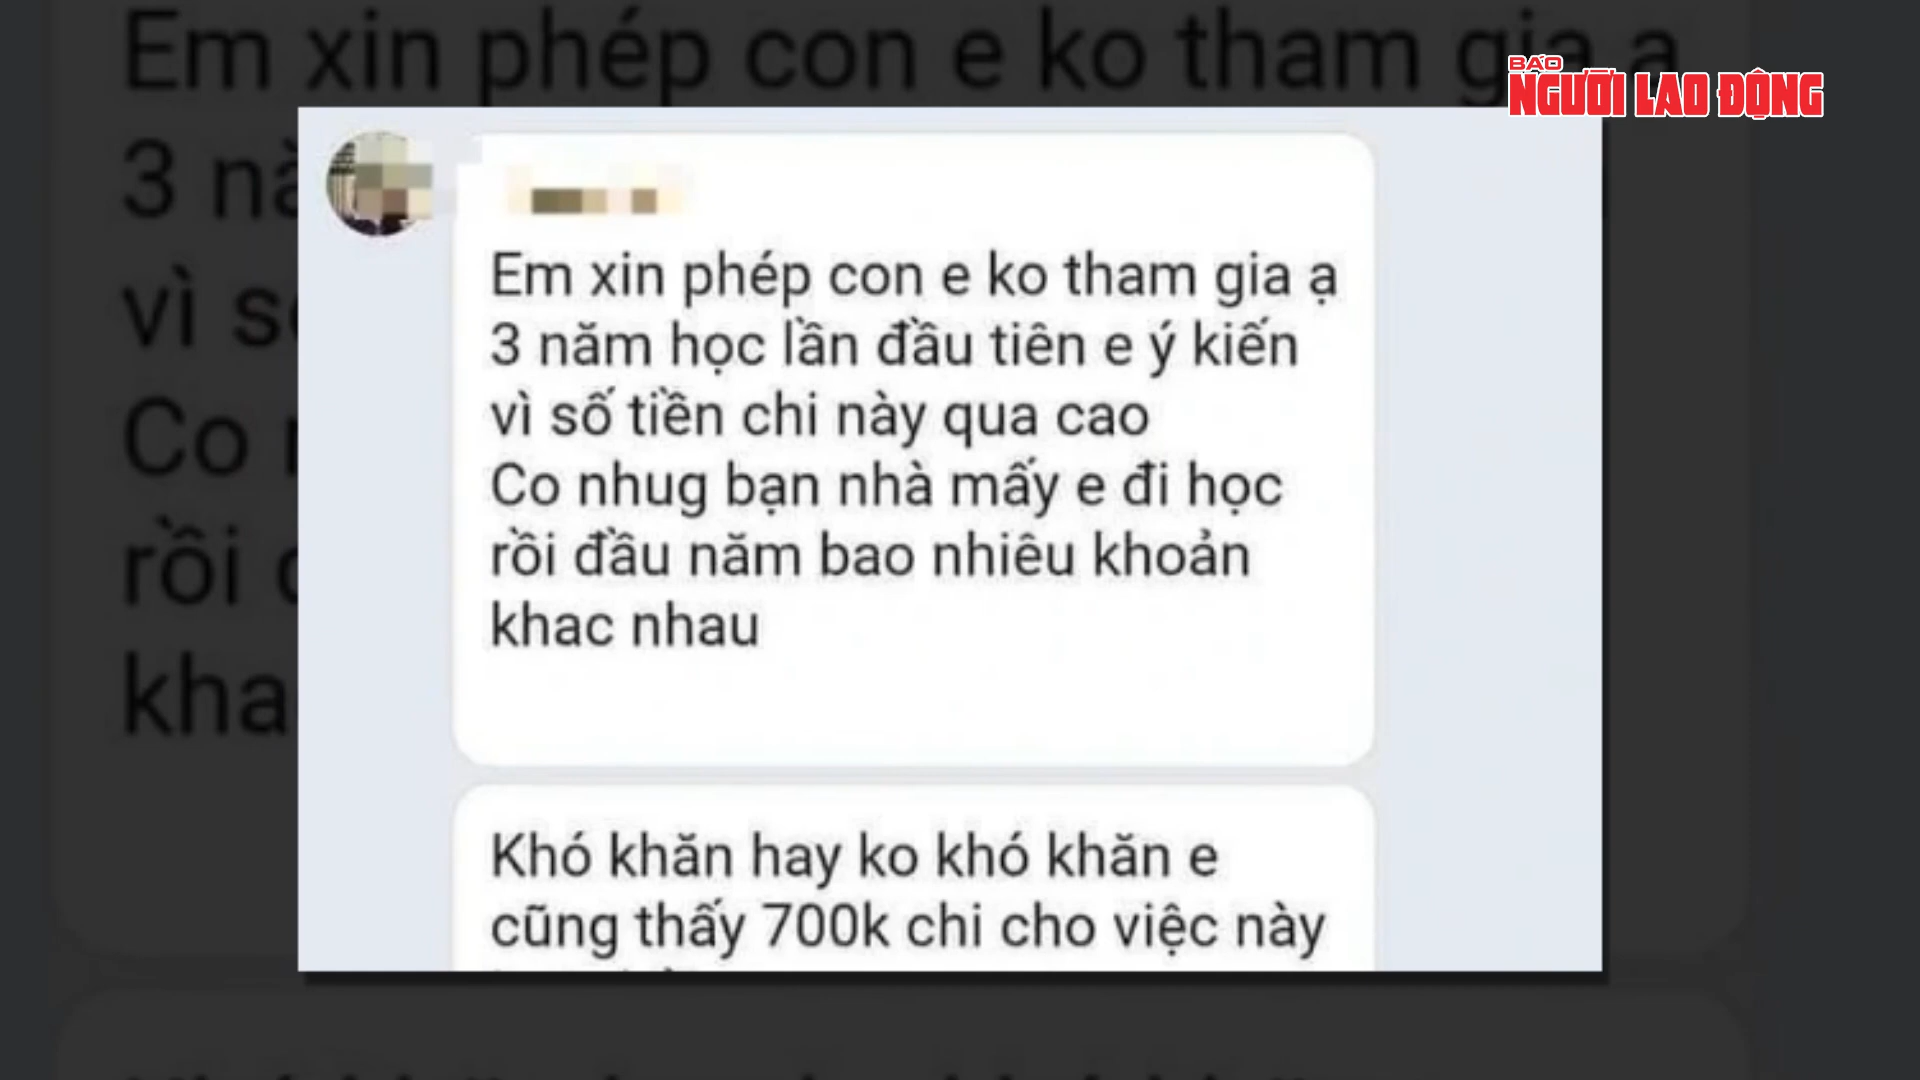 BÁO
NGƯỜI LAO ĐỘNG
Em xin phép con e ko tham gia ạ
3 năm học lần đầu tiên e ý kiến
vì số tiền chi này qua cao
Co nhug bạn nhà mấy e đi học
rồi đầu năm bao nhiêu khoản
khac nhau
Khó khăn hay ko khó khăn e
cũng thấy 700k chi cho việc này